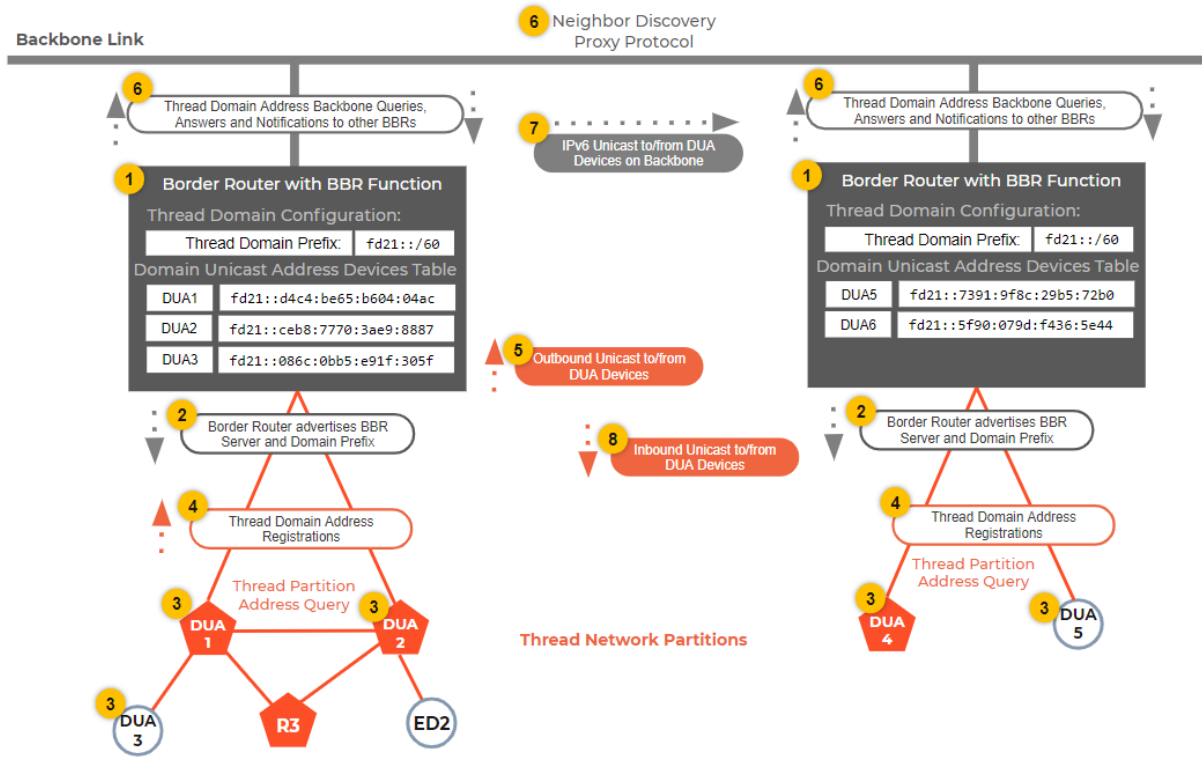 6 Neighbor Discovery
Proxy Protocol
Backbone Link
6
Thread Domain Address Backbone Queries,
Answers and Notifications to other BBRs
7
IPv6 Unicast to/from DUA
Devices on Backbone
6
Thread Domain Address Backbone Queries,
Answers and Notifications to other BBRs
1
Border Router with BBR Function
Thread Domain Configuration:
Thread Domain Prefix: fd21::/60
Domain Unicast Address Devices Table
DUA1 fd21::d4c4:be65:b604:04ac
DUA2 fd21::ceb8:7770:3ae9:8887
DUA3 fd21::086c:0bb5:e91f:305f
1
Border Router with BBR Function
Thread Domain Configuration:
Thread Domain Prefix: fd21::/60
Domain Unicast Address Devices Table
DUA5 fd21::7391:9f8c:29b5:72b0
DUA6 fd21::5f90:079d:f436:5e44
5
Outbound Unicast to/from
DUA Devices
2
Border Router advertises BBR
Server and Domain Prefix
8
Inbound Unicast to/from
DUA Devices
2
Border Router advertises BBR
Server and Domain Prefix
4
Thread Domain Address
Registrations
4
Thread Domain Address
Registrations
Thread Partition
Address Query
Thread Partition
Address Query
3
DUA
1
3
DUA
2
Thread Network Partitions
3
DUA
4
3
DUA
5
3
DUA
3
R3
ED2